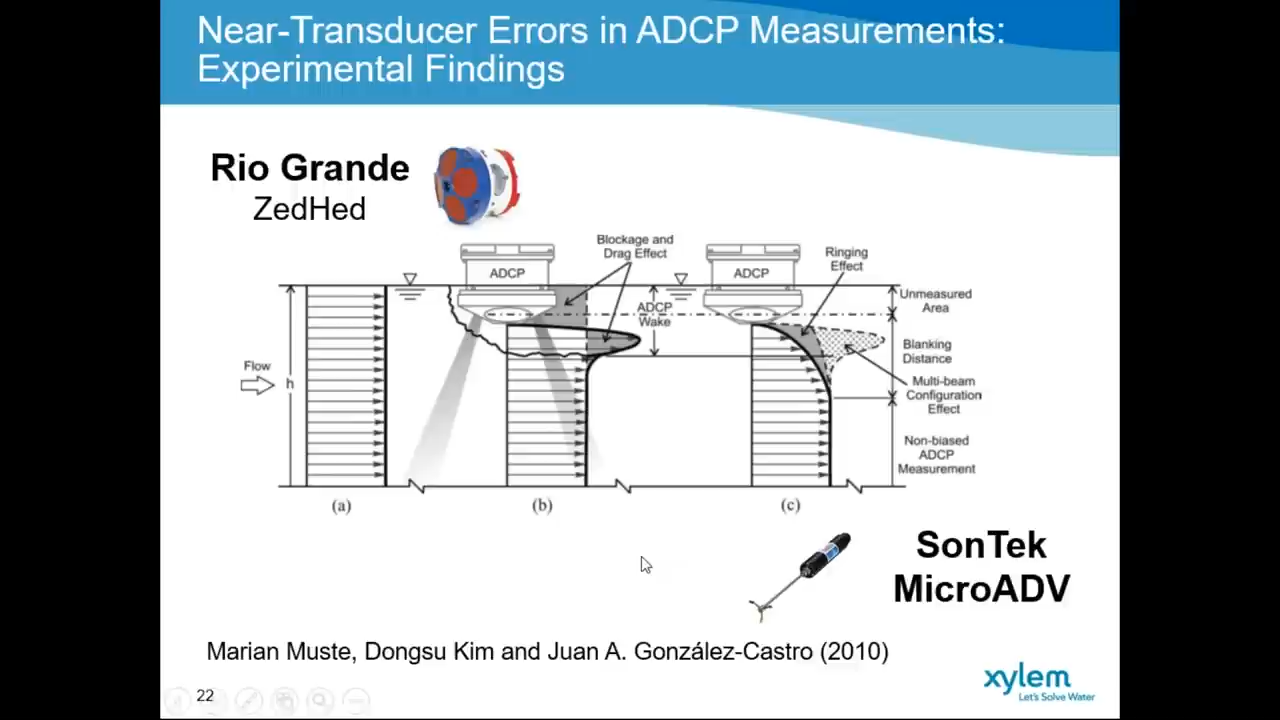 Near-Transducer Errors in ADCP Measurements:
Experimental Findings
Rio Grande
ZedHed
Blockage and
Drag Effect
Ringing
Effect
ADCP
ADCP
ADCP
Wake
Unmeasured
Area
Blanking
Distance
Flow
h
Multi-beam
Configuration
Effect
Non-biased
ADCP
Measurement
(a)
(b)
(c)
SonTek
MicroADV
Marian Muste, Dongsu Kim and Juan A. González-Castro (2010)
22
xylem
Let's Solve Water